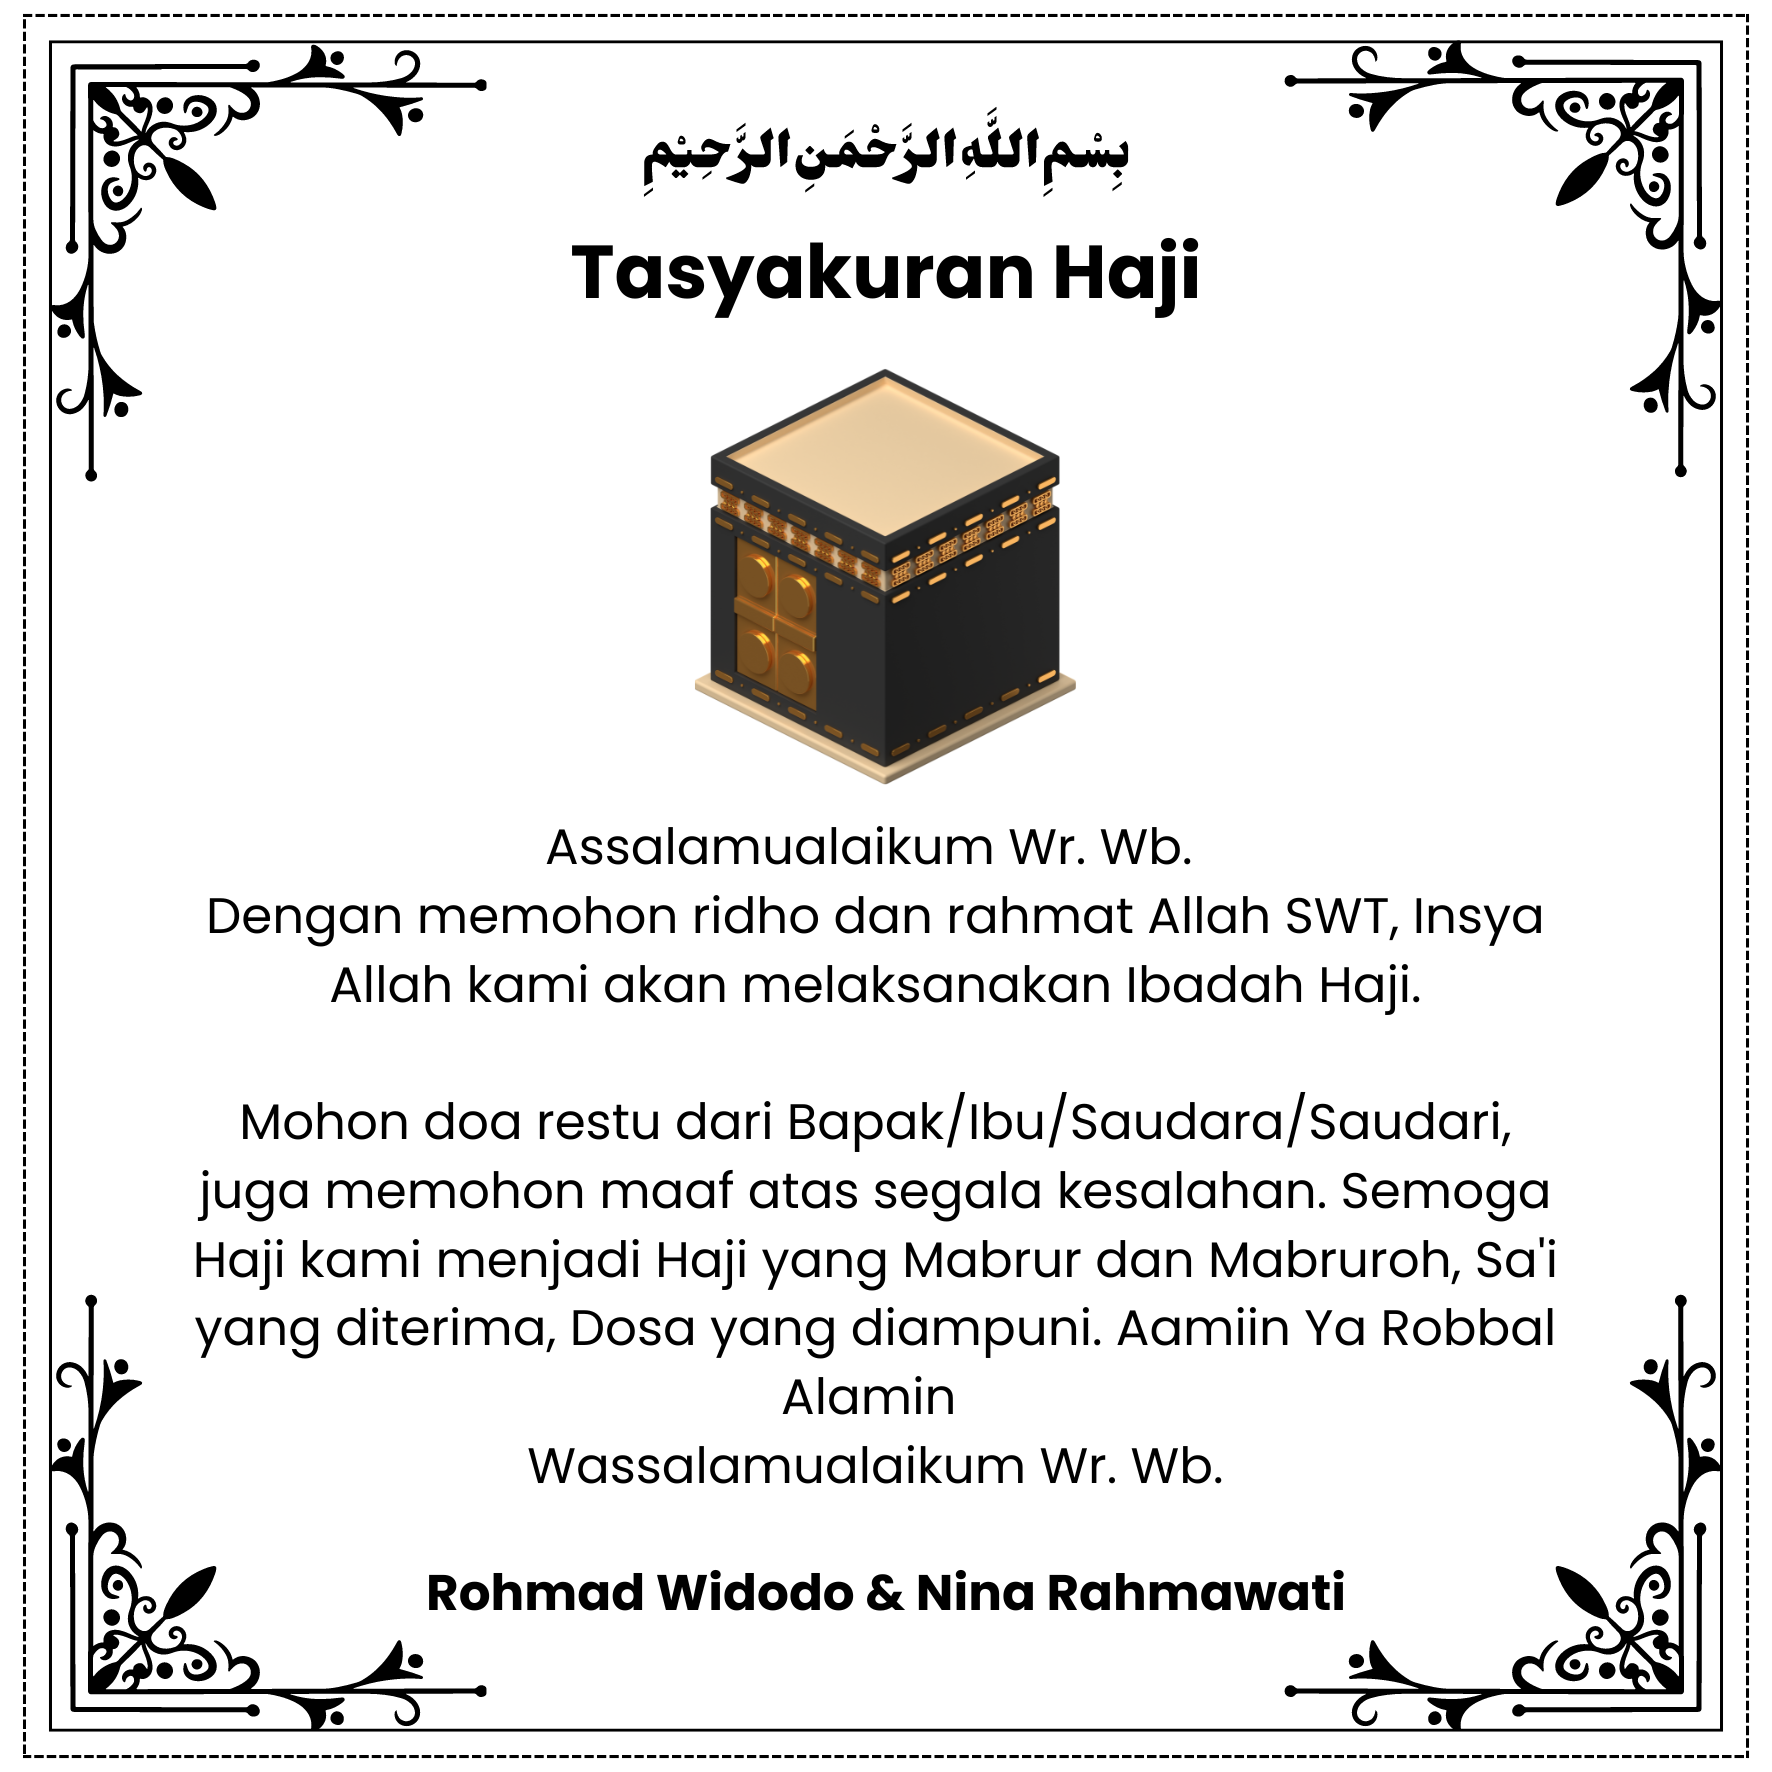 بِسْمِ اللَّهِ الرَّحْمَنِ الرَّحِيْمِ
Tasyakuran Haji
Assalamualaikum Wr. Wb.
Dengan memohon ridho dan rahmat Allah SWT, Insya
Allah kami akan melaksanakan Ibadah Haji.
Mohon doa restu dari Bapak/Ibu/Saudara/Saudari,
juga memohon maaf atas segala kesalahan. Semoga
Haji kami menjadi Haji yang Mabrur dan Mabruroh, Sa'i
yang diterima, Dosa yang diampuni. Aamiin Ya Robbal
Alamin
Wassalamualaikum Wr. Wb.
Rohmad Widodo & Nina Rahmawati